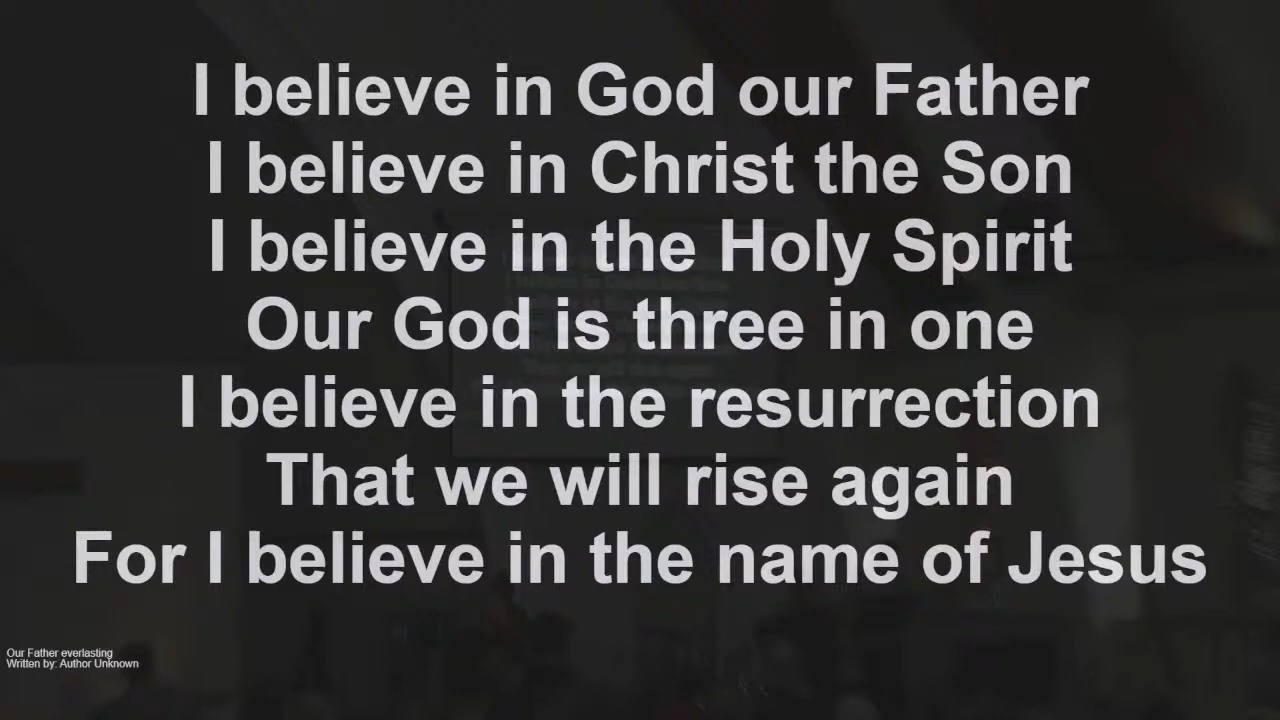 I believe in God our Father
I believe in Christ the Son
I believe in the Holy Spirit
Our God is three in one
I believe in the resurrection
That we will rise again
For I believe in the name of Jesus
Our Father everlasting
Written by: Author Unknown